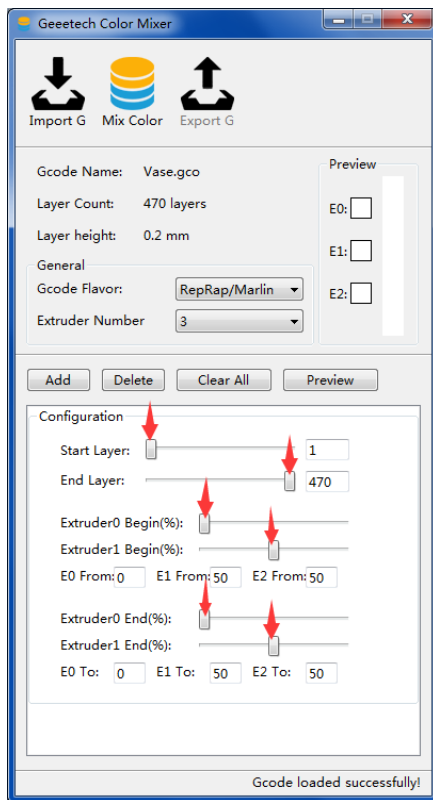 Geeetech Color Mixer
Import G Mix Color Export G
Gcode Name: Vase.gco
Layer Count: 470 layers
Layer height: 0.2 mm
Preview
E0:
E1:
E2:
General
Gcode Flavor: RepRap/Marlin
Extruder Number 3
Add Delete Clear All Preview
Configuration
Start Layer: 1
End Layer: 470
Extruder0 Begin(%):
Extruder1 Begin(%):
E0 From: 0 E1 From: 50 E2 From: 50
Extruder0 End(%):
Extruder1 End(%):
E0 To: 0 E1 To: 50 E2 To: 50
Gcode loaded successfully!